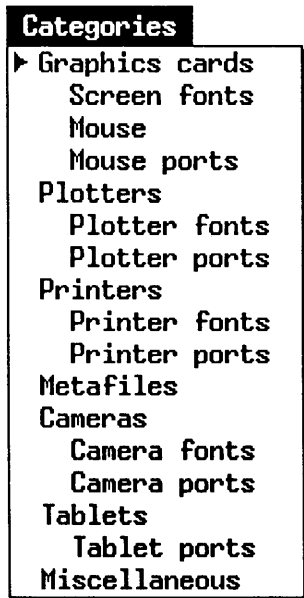 Categories
Graphics cards
Screen fonts
Mouse
Mouse ports
Plotters
Plotter fonts
Plotter ports
Printers
Printer fonts
Printer ports
Metafiles
Cameras
Camera fonts
Camera ports
Tablets
Tablet ports
Miscellaneous